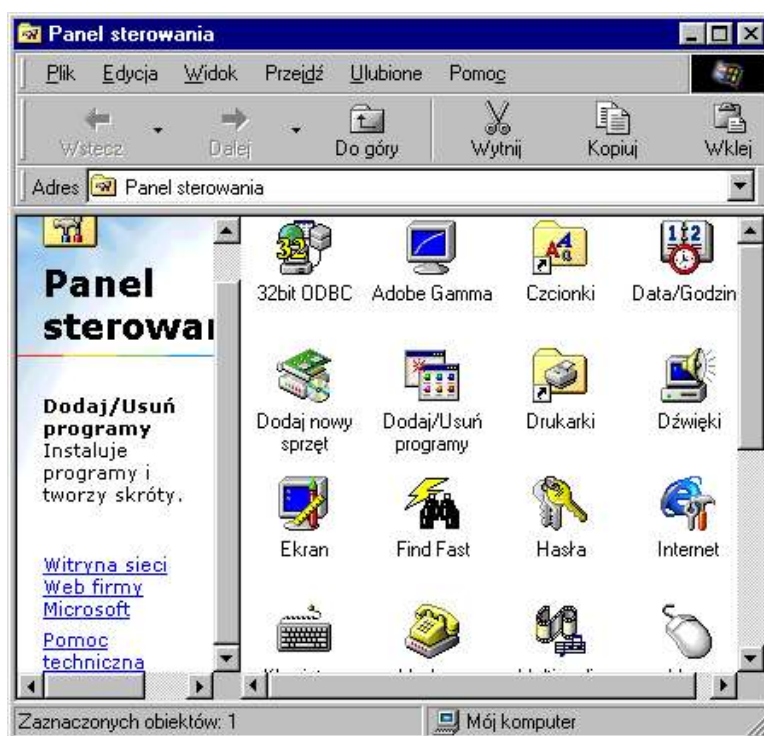 Panel sterowania
Plik Edycja Widok Przejdź Ulubione Pomoc
Wstecz Dalej Do góry Wytnij Kopiuj Wklej
Adres Panel sterowania
Panel
Dodaj/Usuń
programy
Instaluje
programy i
tworzy skróty.
Witryna sieci
Web firmy
Microsoft
Pomoc
techniczna
32bit ODBC Adobe Gamma Czcionki Data/Godzin
Dodaj nowy
sprzęt
Dodaj/Usuń
programy
Drukarki Dźwięki
Ekran Find Fast Hasła Internet
Zaznaczonych obiektów: 1 Mój komputer